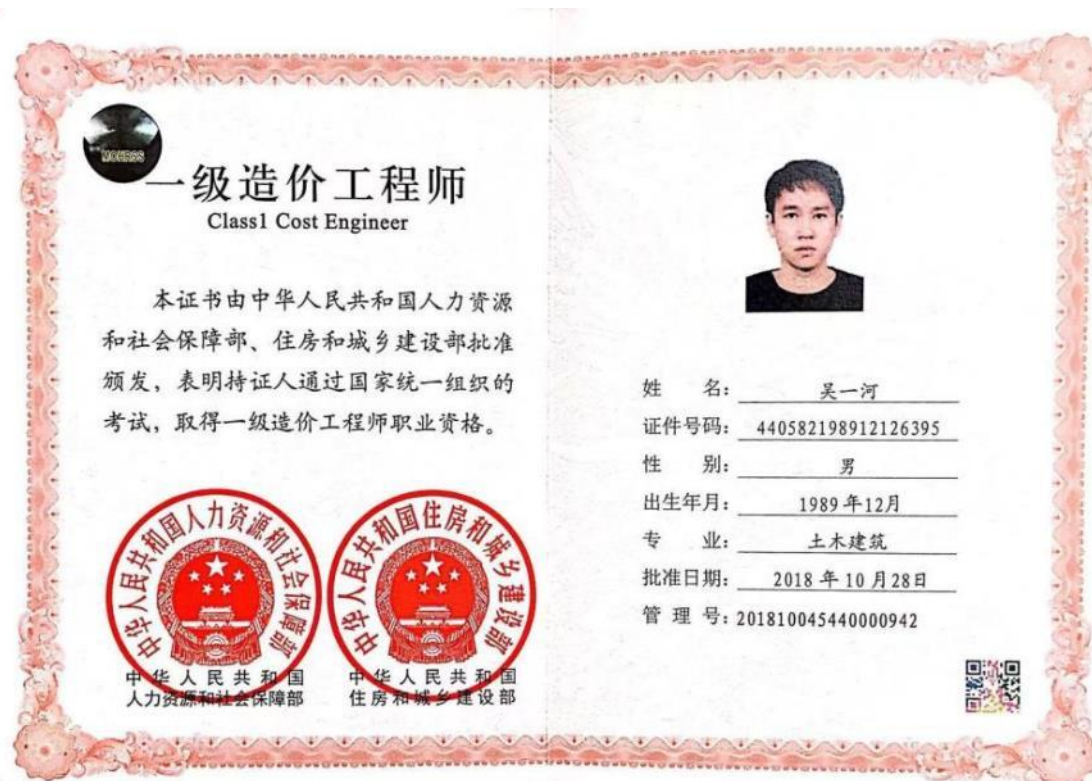 MOHRSS
一级造价工程师
Class1 Cost Engineer
本证书由中华人民共和国人力资源
和社会保障部、住房和城乡建设部批准
颁发,表明持证人通过国家统一组织的
考试,取得一级造价工程师职业资格。
中华人民共和国人力资源和社会保障部
中华人民共和国住房和城乡建设部
中华人民共和国
人力资源和社会保障部
中华人民共和国
住房和城乡建设部
姓 名: 吴一河
证件号码: 440582198912126395
性 别: 男
出生年月: 1989年12月
专 业: 土木建筑
批准日期: 2018年10月28日
管 理 号: 201810045440000942